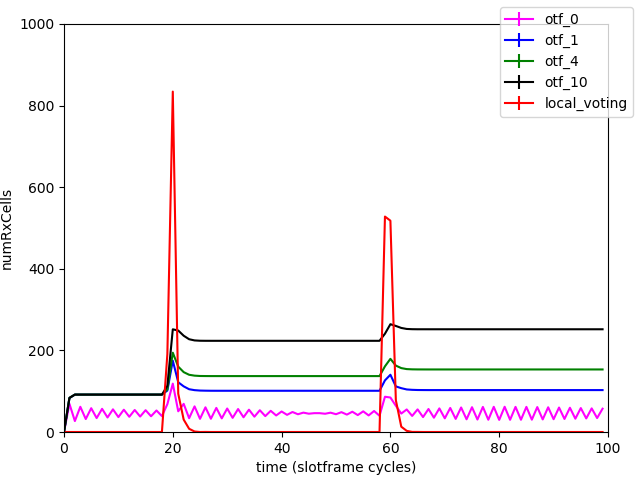 1000
800
600
400
200
0
numRxCells
0 20 40 60 80 100
time (slotframe cycles)
otf_0
otf_1
otf_4
otf_10
local_voting